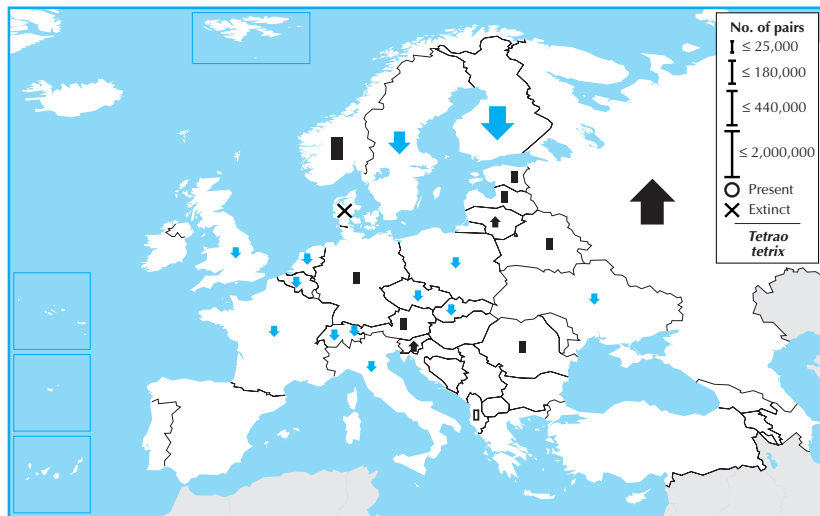 No. of pairs
≤ 25,000
≤ 180,000
≤ 440,000
≤ 2,000,000
Present
Extinct
Tetrao
tetrix